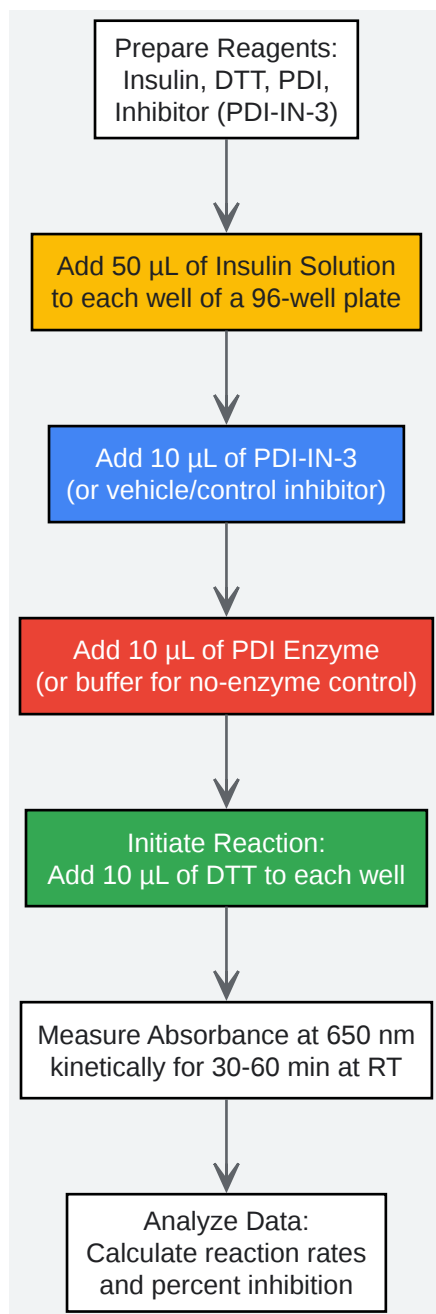 Prepare Reagents:
Insulin, DTT, PDI,
Inhibitor (PDI-IN-3)
Add 50 µL of Insulin Solution
to each well of a 96-well plate
Add 10 µL of PDI-IN-3
(or vehicle/control inhibitor)
Add 10 µL of PDI Enzyme
(or buffer for no-enzyme control)
Initiate Reaction:
Add 10 µL of DTT to each well
Measure Absorbance at 650 nm
kinetically for 30-60 min at RT
Analyze Data:
Calculate reaction rates
and percent inhibition